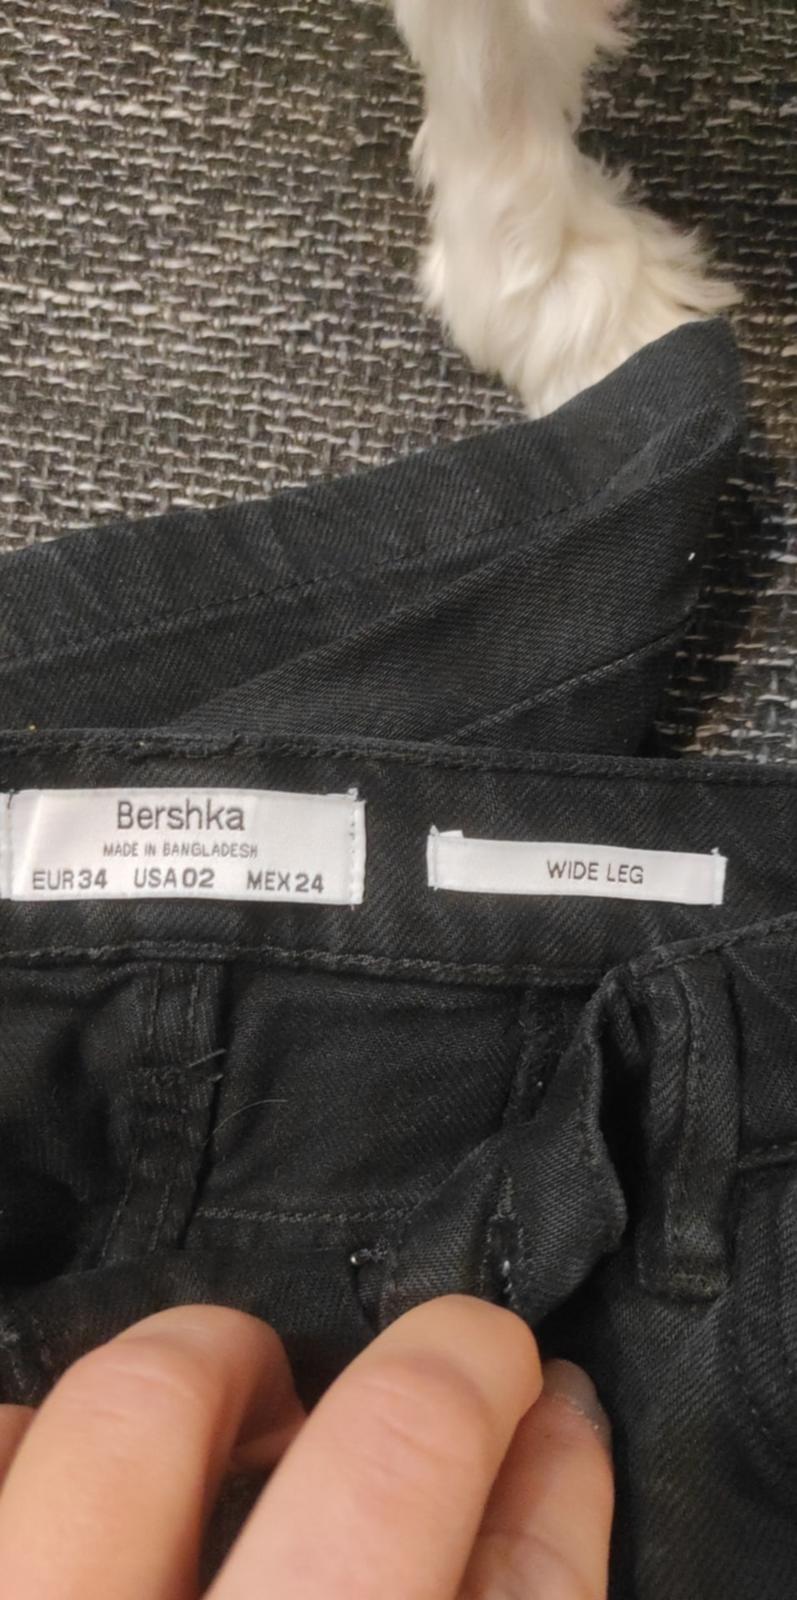 Bershka
MADE IN BANGLADESH
EUR34 USA02 MEX24
WIDE LEG